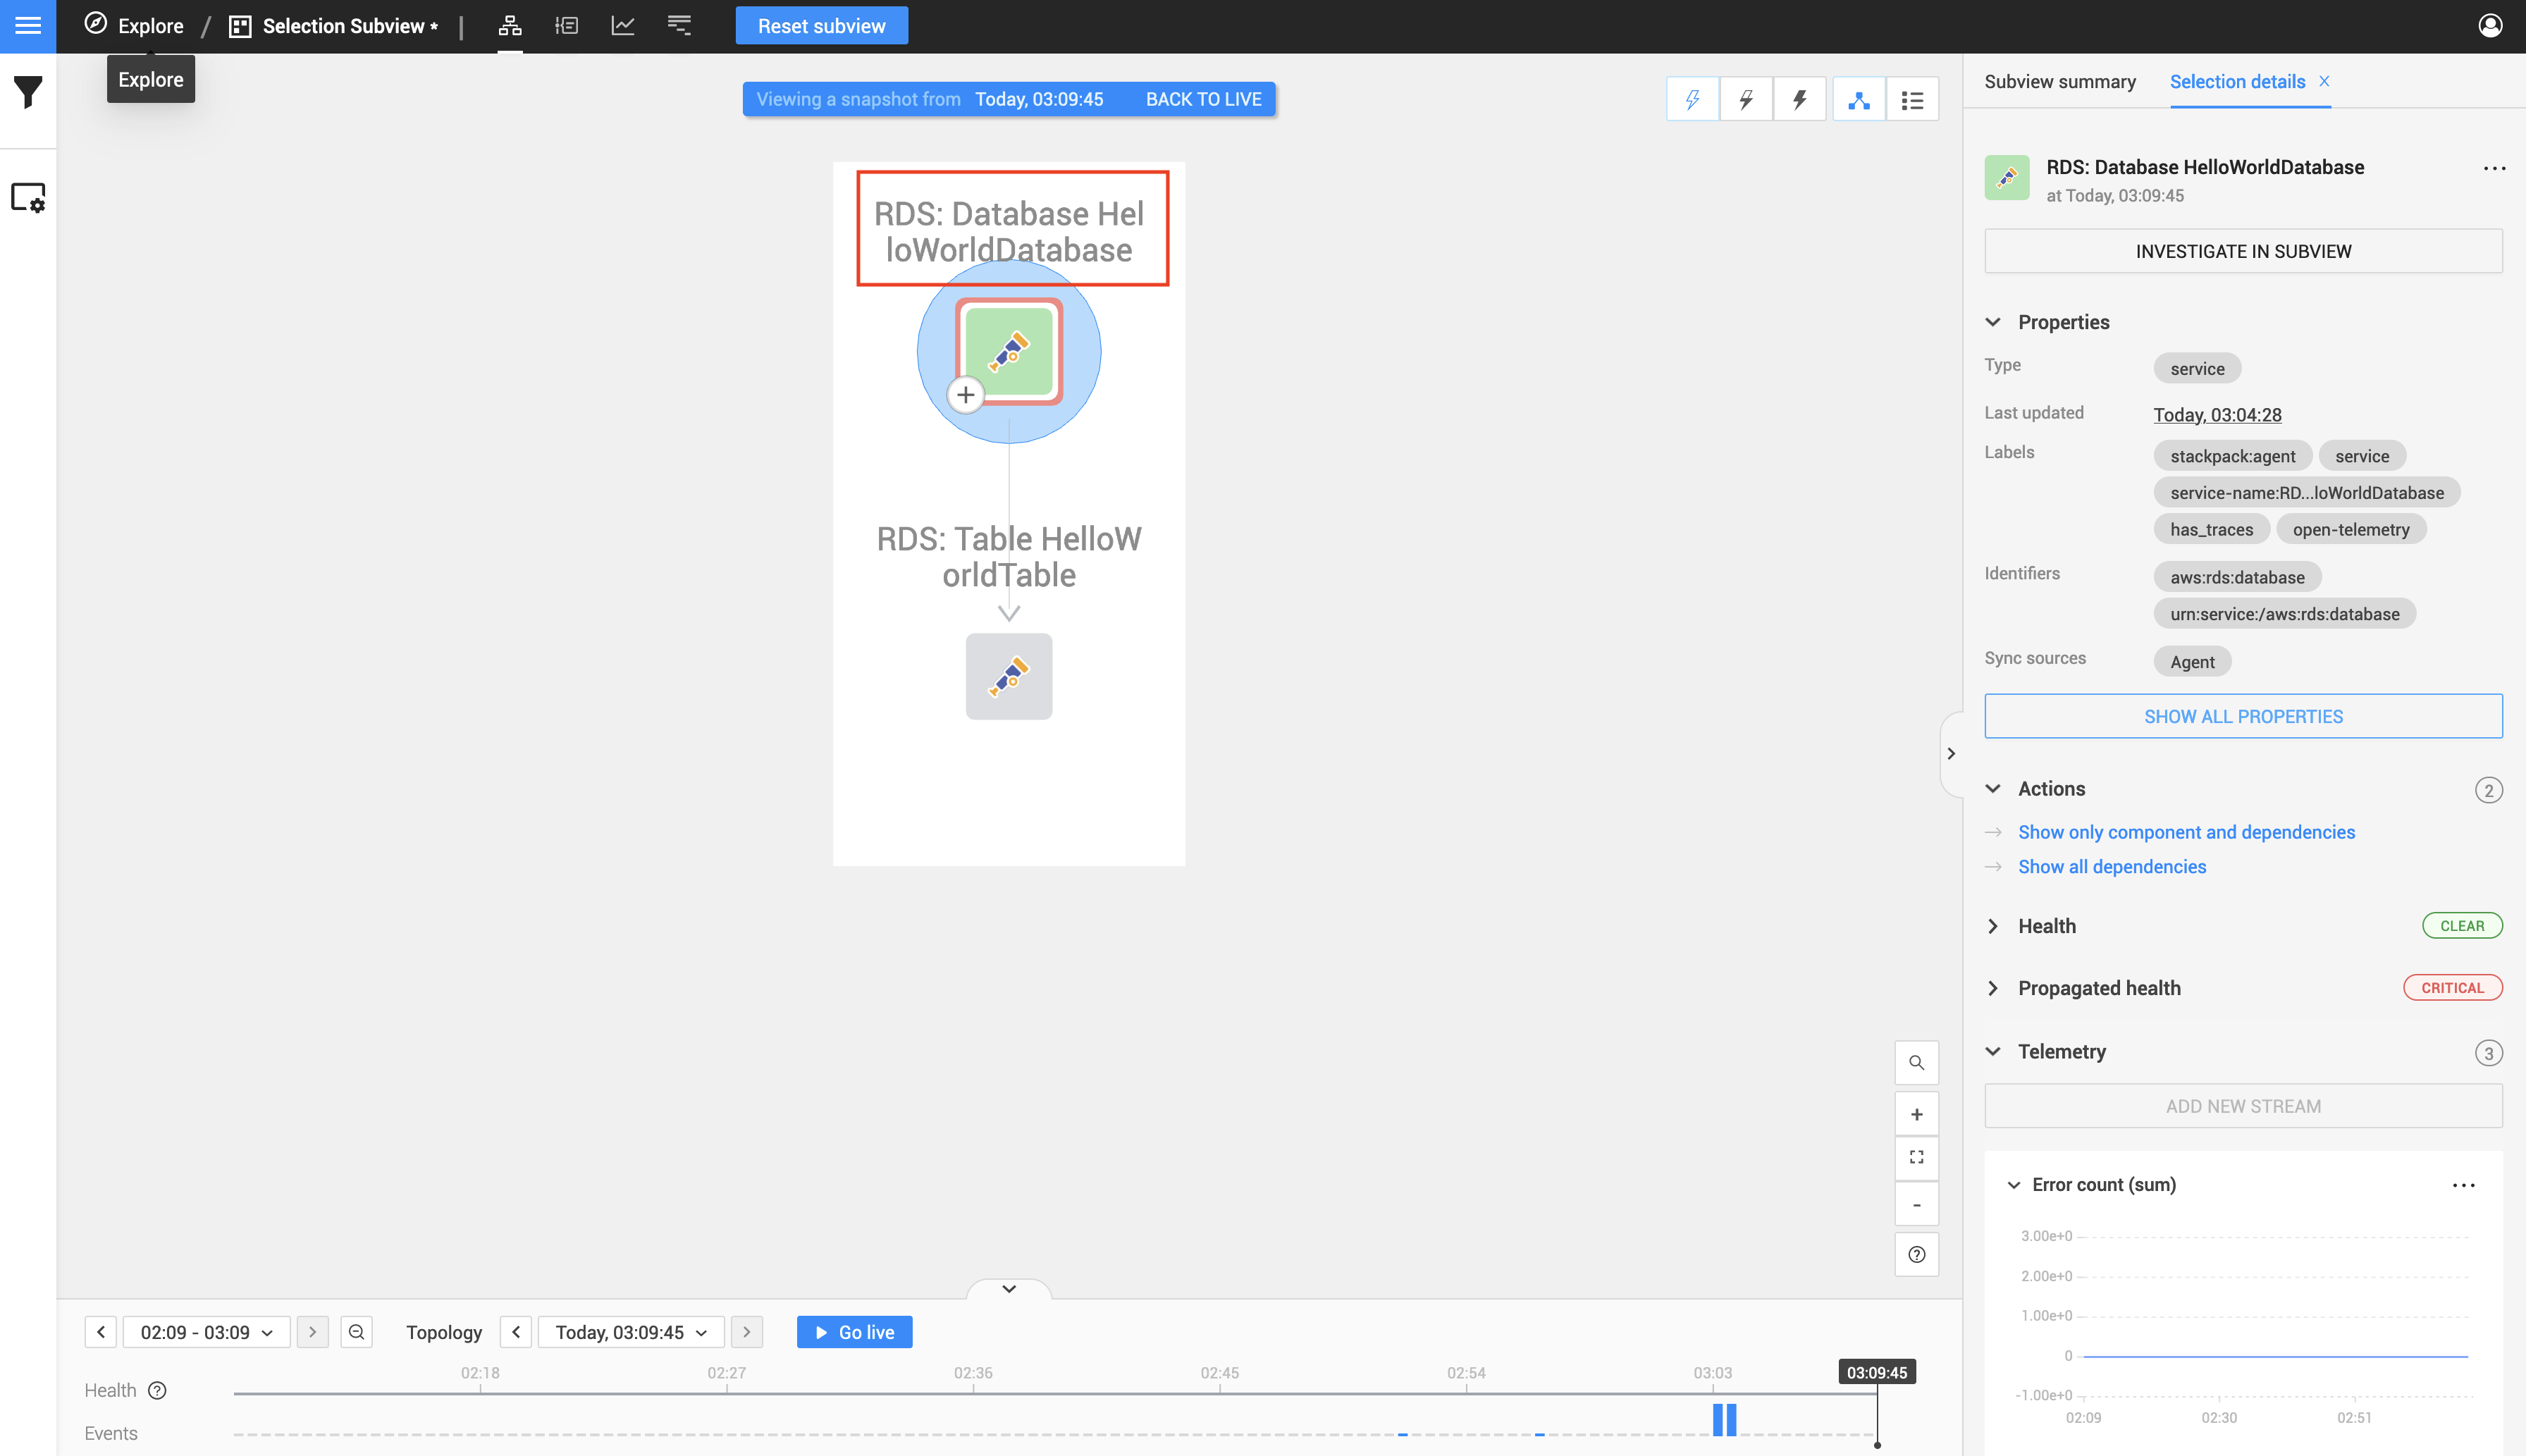 Explore / Selection Subview * |
Reset subview
Explore
Viewing a snapshot from Today, 03:09:45 BACK TO LIVE
RDS: Database Hel
loWorldDatabase
RDS: Table HelloW
orldTable
Subview summary
Selection details
RDS: Database HelloWorldDatabase
at Today, 03:09:45
INVESTIGATE IN SUBVIEW
Properties
Type service
Last updated Today, 03:04:28
Labels stackpack:agent service
service-name:RD...loWorldDatabase
has_traces open-telemetry
Identifiers aws:rds:database
urn:service:/aws:rds:database
Sync sources Agent
SHOW ALL PROPERTIES
Actions 2
Show only component and dependencies
Show all dependencies
Health CLEAR
Propagated health CRITICAL
Telemetry 3
ADD NEW STREAM
Error count (sum)
3.00e+0
2.00e+0
1.00e+0
0
-1.00e+0
02:09 02:30 02:51
02:09 - 03:09 Topology Today, 03:09:45 Go live
02:18 02:27 02:36 02:45 02:54 03:03 03:09:45
Health ?
Events